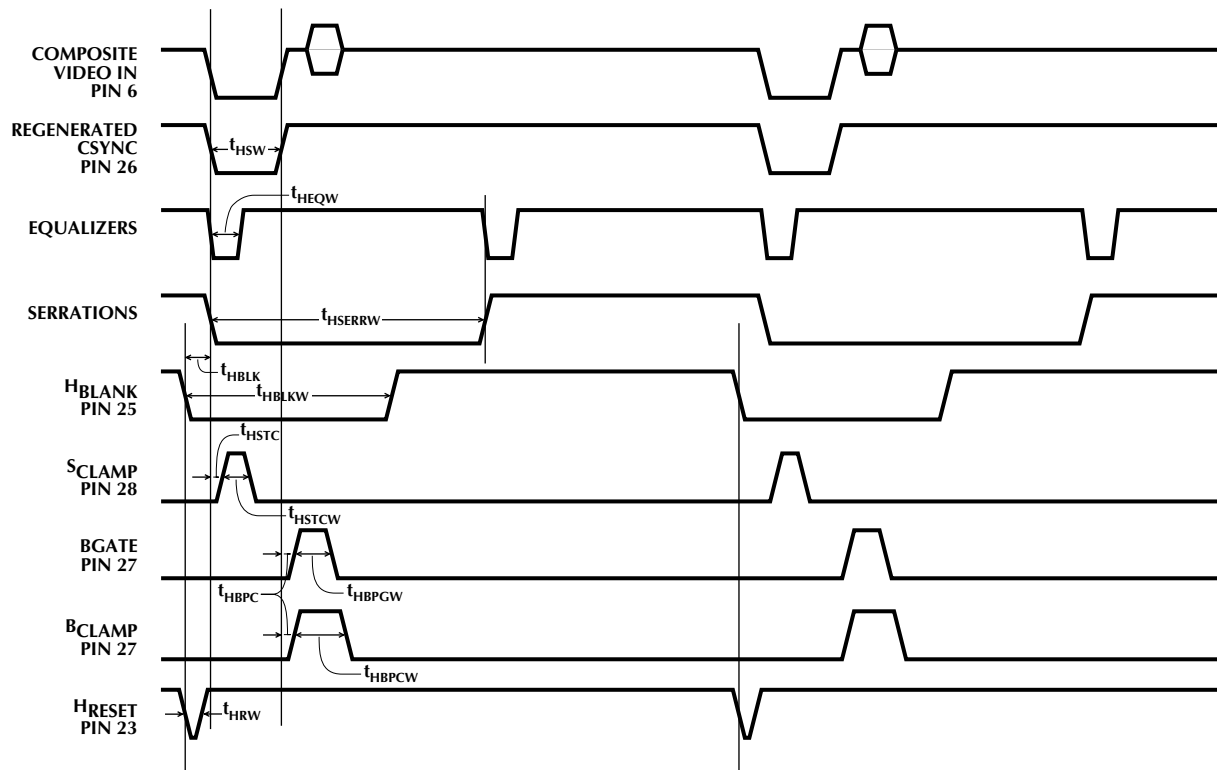 COMPOSITE
VIDEO IN
PIN 6
REGENERATED
CSYNC
PIN 26
tHSW
tHEQW
EQUALIZERS
SERRATIONS
tHSERRW
tHBLK
HBLANK
PIN 25
tHBLKW
tHSTC
SCLAMP
PIN 28
tHSTCW
BGATE
PIN 27
tHBPC
tHBPGW
BCLAMP
PIN 27
tHBPCW
HRESET
PIN 23
tHRW